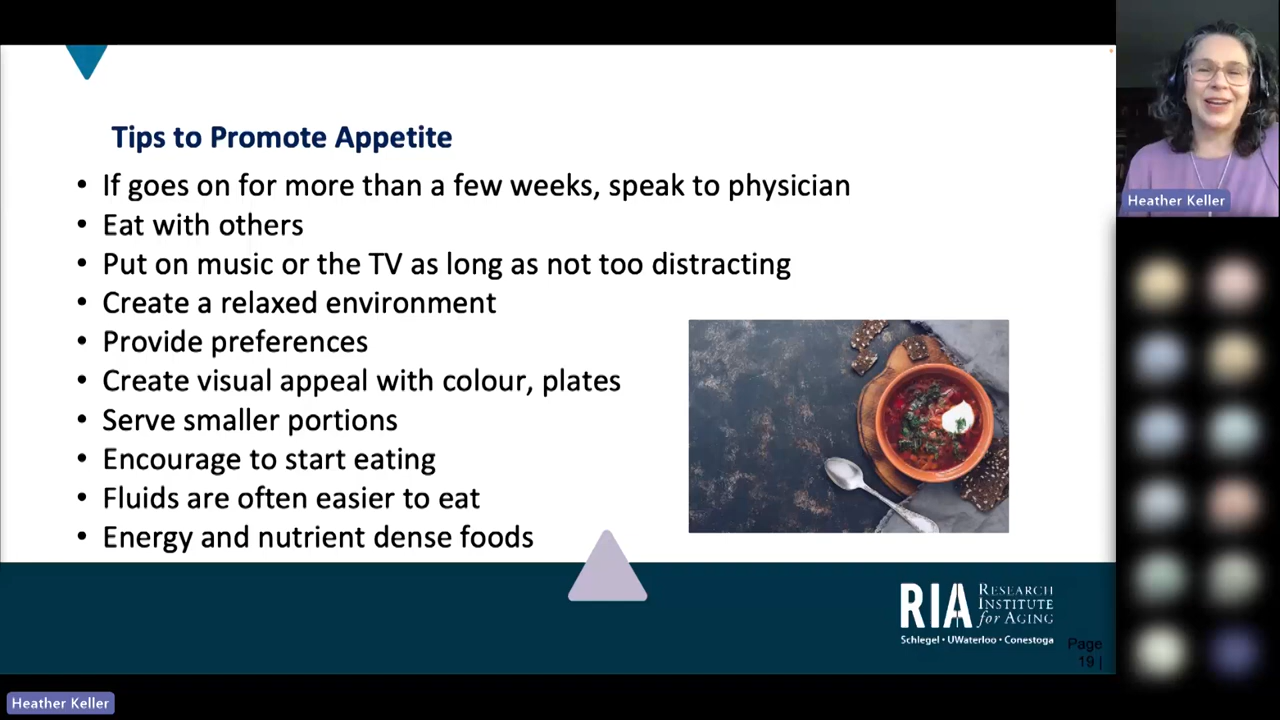 Tips to Promote Appetite
• If goes on for more than a few weeks, speak to physician
• Eat with others
• Put on music or the TV as long as not too distracting
• Create a relaxed environment
• Provide preferences
• Create visual appeal with colour, plates
• Serve smaller portions
• Encourage to start eating
• Fluids are often easier to eat
• Energy and nutrient dense foods
RIA
RESEARCH
INSTITUTE
for AGING
Schlegel • UWaterloo • Conestoga
Page
19 |
Heather Keller
Heather Keller